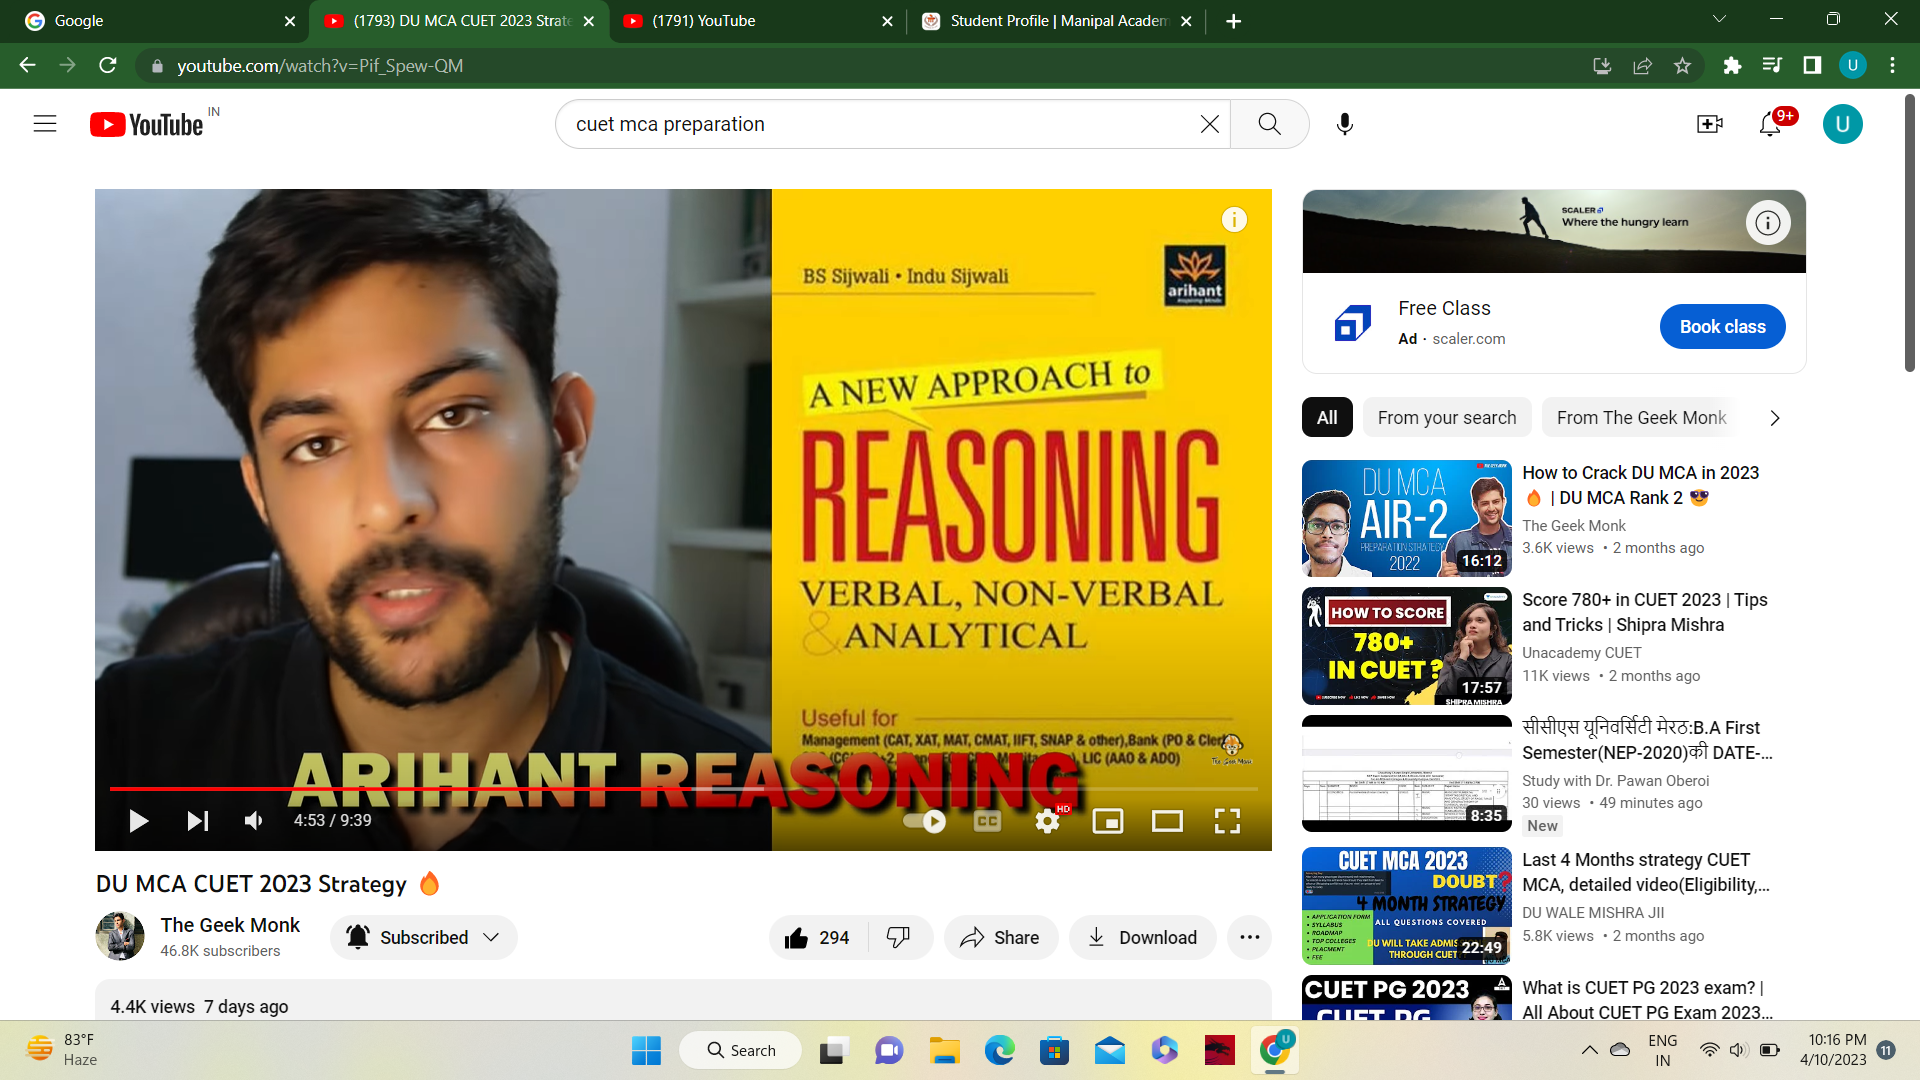 Google
(1793) DU MCA CUET 2023 Strate
(1791) YouTube
Student Profile | Manipal Academ
youtube.com/watch?v=Pif_Spew-QM
U
YouTube IN
cuet mca preparation
9+
U
BS Sijwali • Indu Sijwali
arihant
A NEW APPROACH to
REASONING
VERBAL, NON-VERBAL
& ANALYTICAL
Useful for
Management (CAT, XAT, MAT, CMAT, IIFT, SNAP & other), Bank (PO & Cler
LIC (AAO & ADO)
The Geek Monk
ARIHANT REASONING
4:53 / 9:39
CC
HD
DU MCA CUET 2023 Strategy 🔥
The Geek Monk
46.8K subscribers
Subscribed
294
Share
Download
4.4K views 7 days ago
SCALER
Where the hungry learn
Free Class
Ad · scaler.com
Book class
All
From your search
From The Geek Monk
DU MCA
AIR-2
PREPARATION STRATEGY
2022
16:12
How to Crack DU MCA in 2023
🔥 | DU MCA Rank 2 😎
The Geek Monk
3.6K views • 2 months ago
HOW TO SCORE
780+
IN CUET ?
17:57
SHIPRA MISHRA
Score 780+ in CUET 2023 | Tips
and Tricks | Shipra Mishra
Unacademy CUET
11K views • 2 months ago
8:35
सीसीएस यूनिवर्सिटी मेरठ:B.A First
Semester(NEP-2020)की DATE-...
Study with Dr. Pawan Oberoi
30 views • 49 minutes ago
New
CUET MCA 2023
DOUBT?
4 MONTH STRATEGY
• APPLICATION FORM
• SYLLABUS
• ROADMAP
• TOP COLLEGES
• PLACMENT
• FEE
ALL QUESTIONS COVERED
DU WILL TAKE ADMIS
THROUGH CUET
22:49
Last 4 Months strategy CUET
MCA, detailed video(Eligibility,...
DU WALE MISHRA JII
5.8K views • 2 months ago
CUET PG 2023
CUET PG
What is CUET PG 2023 exam? |
All About CUET PG Exam 2023...
83°F
Haze
Search
U
ENG
IN
10:16 PM
4/10/2023
11